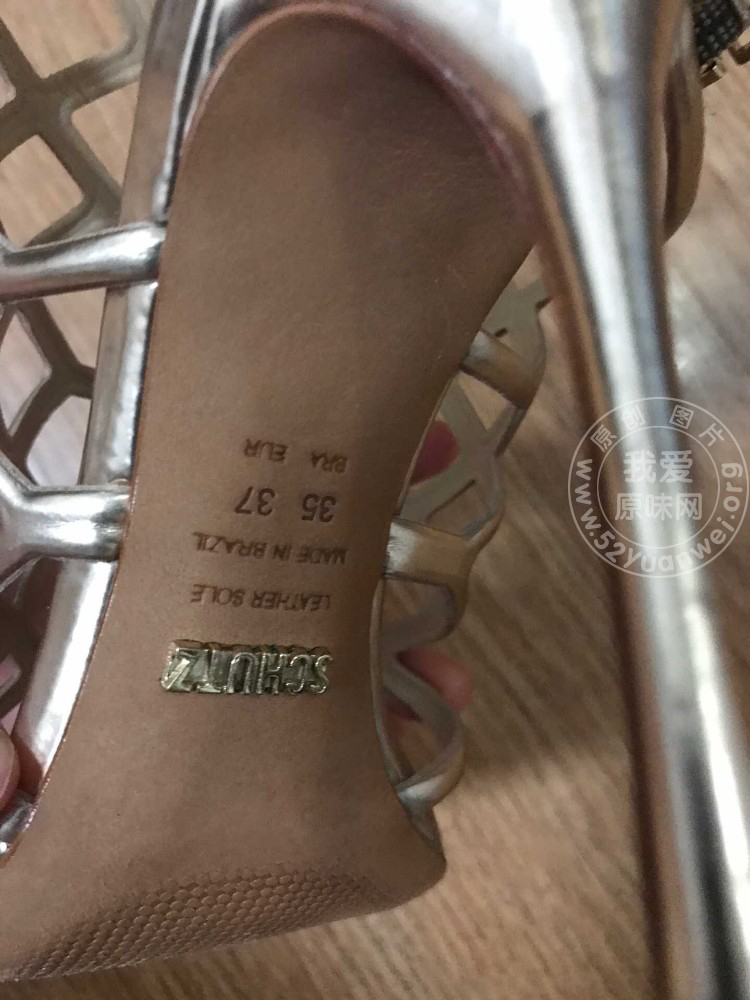 SCHUTZ
LEATHER SOLE
MADE IN BRAZIL
35 37
BRA EUR
原创图片
我爱
原味网
www.52yuanwei.org